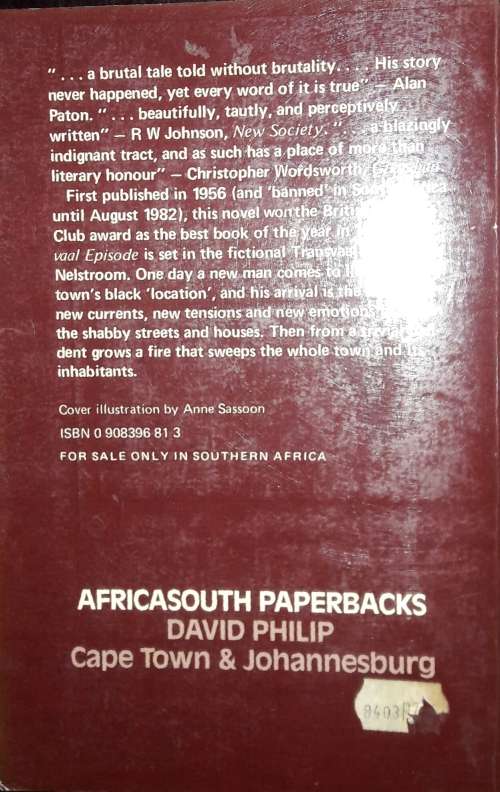 " . . . a brutal tale told without brutality. . . . His story
never happened, yet every word of it is true" – Alan
Paton. " . . . beautifully, tautly, and perceptively
written" – R W Johnson, New Society. " . . . a blazingly
indignant tract, and as such has a place of more than
literary honour" – Christopher Wordsworth,
First published in 1956 (and 'banned' in
until August 1982), this novel won the
Club award as the best book of the year in
vaal Episode is set in the fictional
Nelstroom. One day a new man comes to
town's black 'location', and his arrival is the
new currents, new tensions and new emotions
the shabby streets and houses. Then from a trivial
dent grows a fire that sweeps the whole town and its
inhabitants.
Cover illustration by Anne Sassoon
ISBN 0 908396 81 3
FOR SALE ONLY IN SOUTHERN AFRICA
AFRICASOUTH PAPERBACKS
DAVID PHILIP
Cape Town & Johannesburg
8403